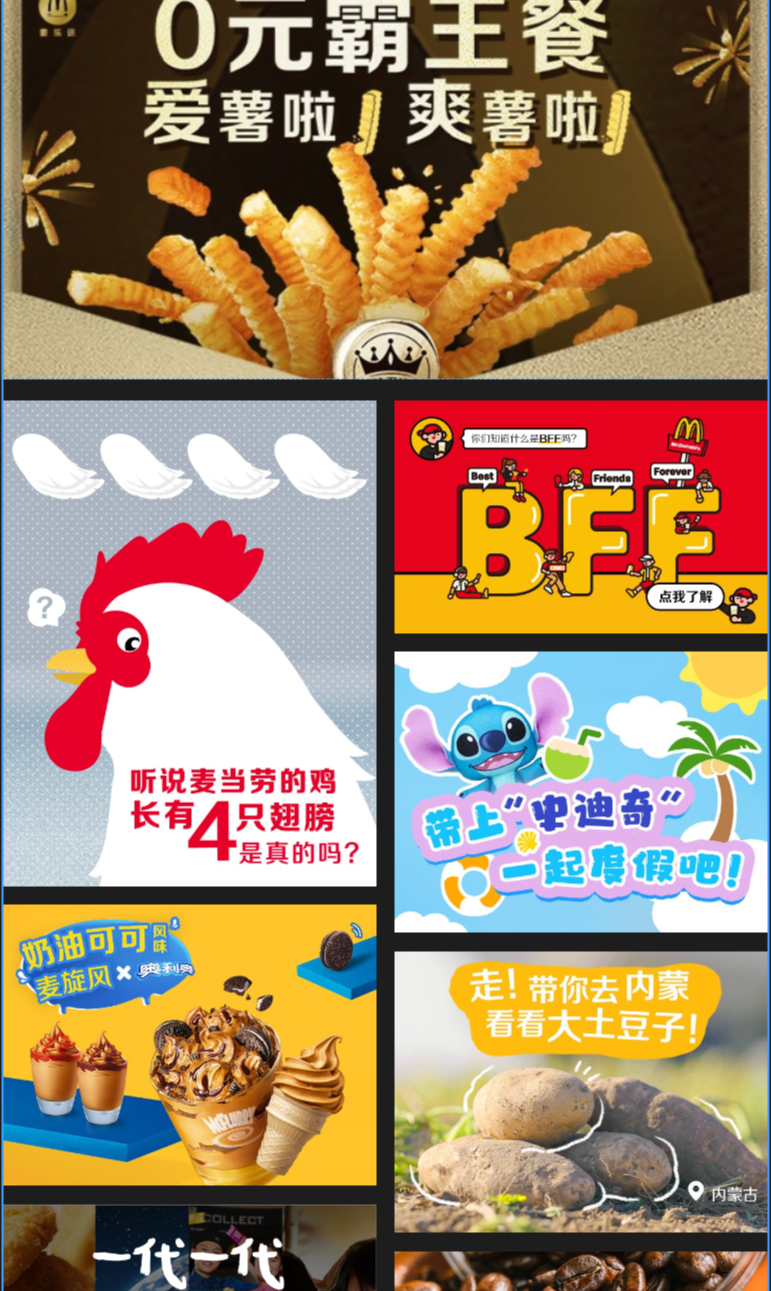 麦乐送
0元霸王餐
爱薯啦 爽薯啦
听说麦当劳的鸡
长有4只翅膀
是真的吗?
你们知道什么是BFF吗?
McDonald's
Best
Friends
Forever
BFF
点我了解
带上"史迪奇"
一起度假吧!
奶油可可风味
麦旋风×奥利奥
McFLURRY
走!带你去内蒙
看看大土豆子!
内蒙古
COLLECT
一代一代